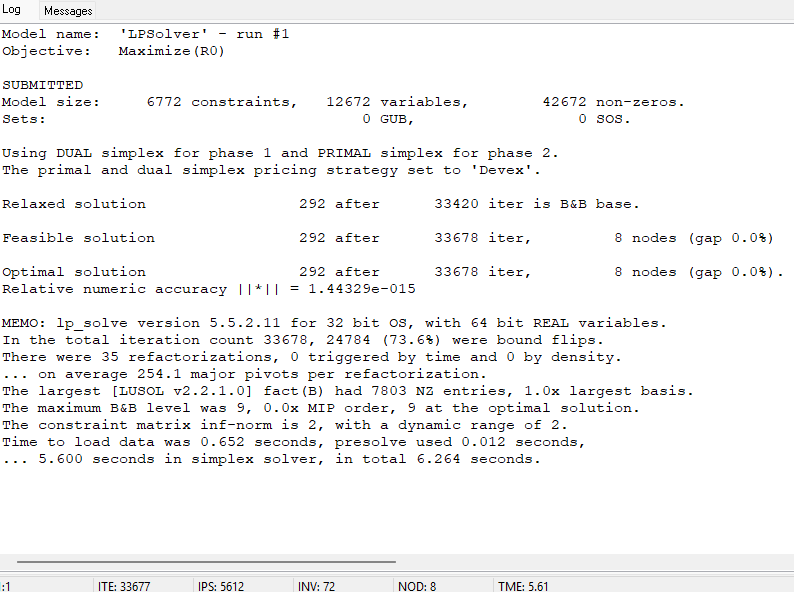 Log Messages
Model name: 'LPSolver' - run #1
Objective: Maximize(R0)
SUBMITTED
Model size: 6772 constraints, 12672 variables, 42672 non-zeros.
Sets: 0 GUB, 0 SOS.
Using DUAL simplex for phase 1 and PRIMAL simplex for phase 2.
The primal and dual simplex pricing strategy set to 'Devex'.
Relaxed solution 292 after 33420 iter is B&B base.
Feasible solution 292 after 33678 iter, 8 nodes (gap 0.0%)
Optimal solution 292 after 33678 iter, 8 nodes (gap 0.0%).
Relative numeric accuracy ||*|| = 1.44329e-015
MEMO: lp_solve version 5.5.2.11 for 32 bit OS, with 64 bit REAL variables.
In the total iteration count 33678, 24784 (73.6%) were bound flips.
There were 35 refactorizations, 0 triggered by time and 0 by density.
... on average 254.1 major pivots per refactorization.
The largest [LUSOL v2.2.1.0] fact(B) had 7803 NZ entries, 1.0x largest basis.
The maximum B&B level was 9, 0.0x MIP order, 9 at the optimal solution.
The constraint matrix inf-norm is 2, with a dynamic range of 2.
Time to load data was 0.652 seconds, presolve used 0.012 seconds,
... 5.600 seconds in simplex solver, in total 6.264 seconds.
:1 ITE: 33677 IPS: 5612 INV: 72 NOD: 8 TME: 5.61